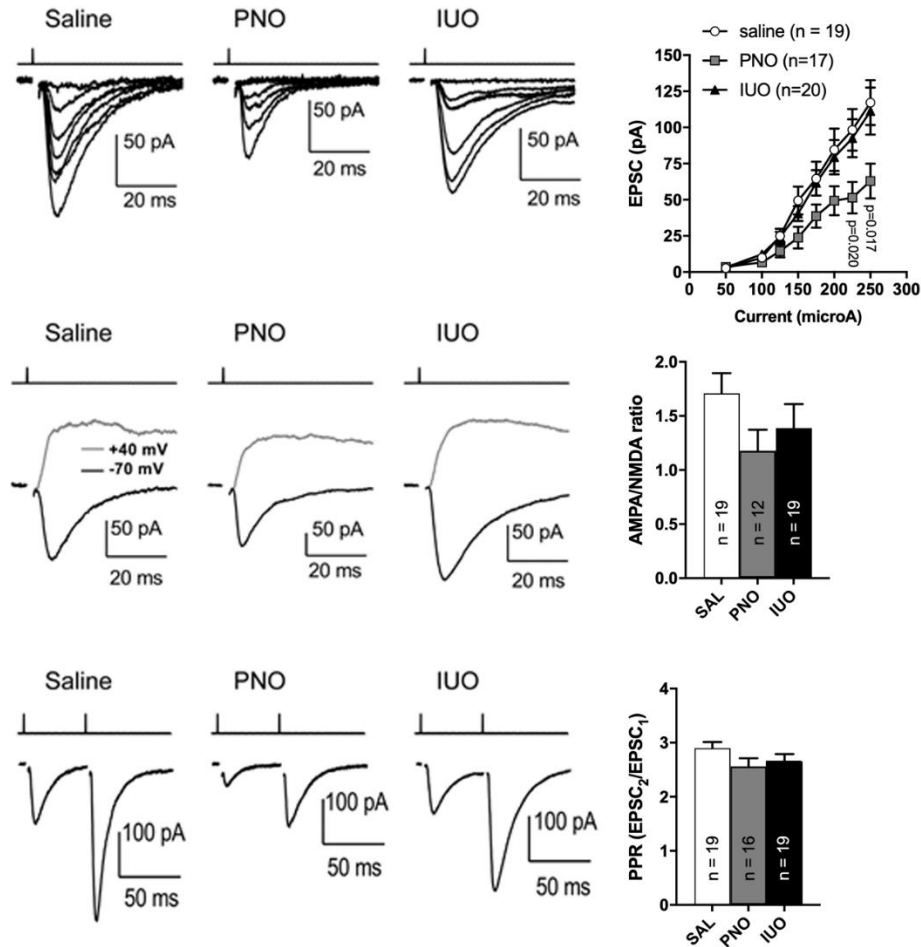 Saline
PNO
IUO
50 pA
20 ms
50 pA
20 ms
50 pA
20 ms
saline (n = 19)
PNO (n=17)
IUO (n=20)
EPSC (pA)
150
125
100
75
50
25
0
0 50 100 150 200 250 300
Current (microA)
p=0.020
p=0.017
Saline
PNO
IUO
+40 mV
-70 mV
50 pA
20 ms
50 pA
20 ms
50 pA
20 ms
AMPA/NMDA ratio
2.0
1.5
1.0
0.5
0.0
n = 19
n = 12
n = 19
SAL
PNO
IUO
Saline
PNO
IUO
100 pA
50 ms
100 pA
50 ms
100 pA
50 ms
PPR (EPSC₂/EPSC₁)
4
3
2
1
0
n = 19
n = 16
n = 19
SAL
PNO
IUO